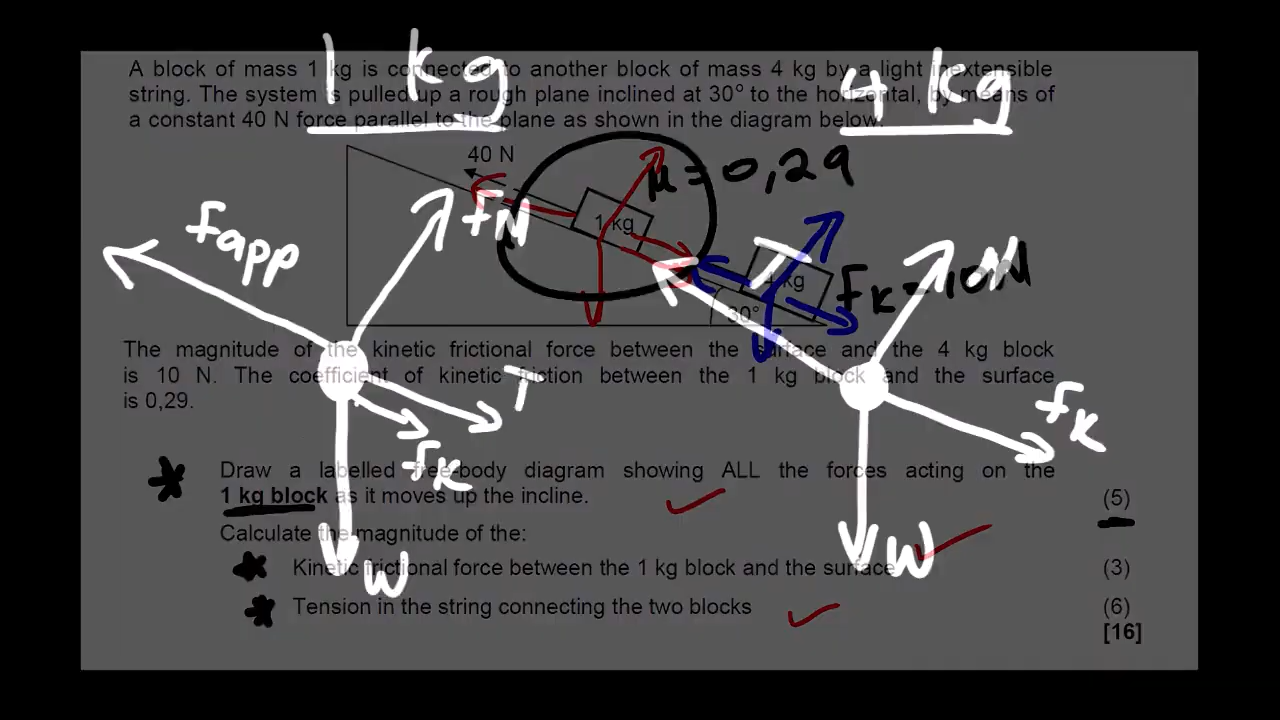 1 kg
4 kg
A block of mass 1 kg is connected to another block of mass 4 kg by a light inextensible
string. The system is pulled up a rough plane inclined at 30° to the horizontal, by means of
a constant 40 N force parallel to the plane as shown in the diagram below.
40 N
μ = 0,29
1 kg
fN
fapp
T
kg
fk = 10N
N
30°
The magnitude of the kinetic frictional force between the surface and the 4 kg block
is 10 N. The coefficient of kinetic friction between the 1 kg block and the surface
is 0,29.
T
fk
fk
Draw a labelled free-body diagram showing ALL the forces acting on the
1 kg block as it moves up the incline.
(5)
Calculate the magnitude of the:
Kinetic frictional force between the 1 kg block and the surface
(3)
W
W
Tension in the string connecting the two blocks
(6)
[16]